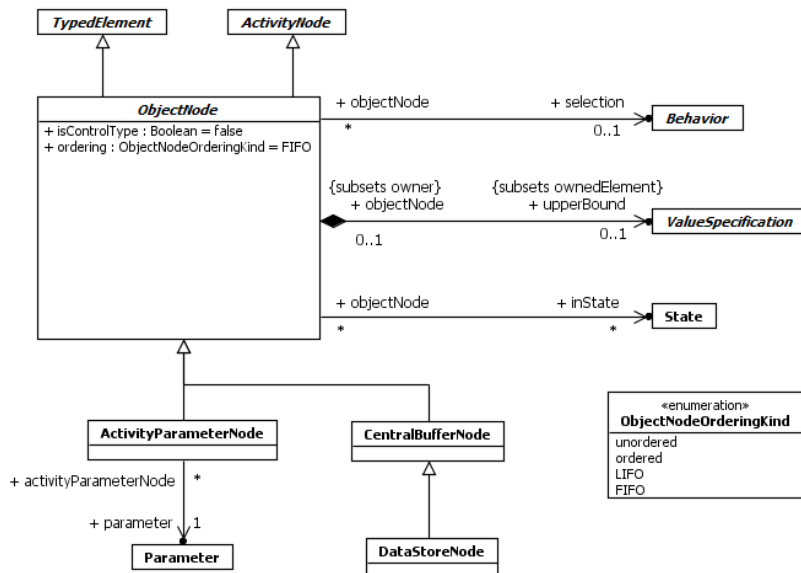 TypedElement
ActivityNode
ObjectNode
+ isControlType : Boolean = false
+ ordering : ObjectNodeOrderingKind = FIFO
+ objectNode
+ selection
*
0..1
Behavior
{subsets owner}
{subsets ownedElement}
+ objectNode
+ upperBound
0..1
0..1
ValueSpecification
+ objectNode
+ inState
*
*
State
ActivityParameterNode
CentralBufferNode
«enumeration»
ObjectNodeOrderingKind
unordered
ordered
LIFO
FIFO
+ activityParameterNode
*
+ parameter
1
Parameter
DataStoreNode